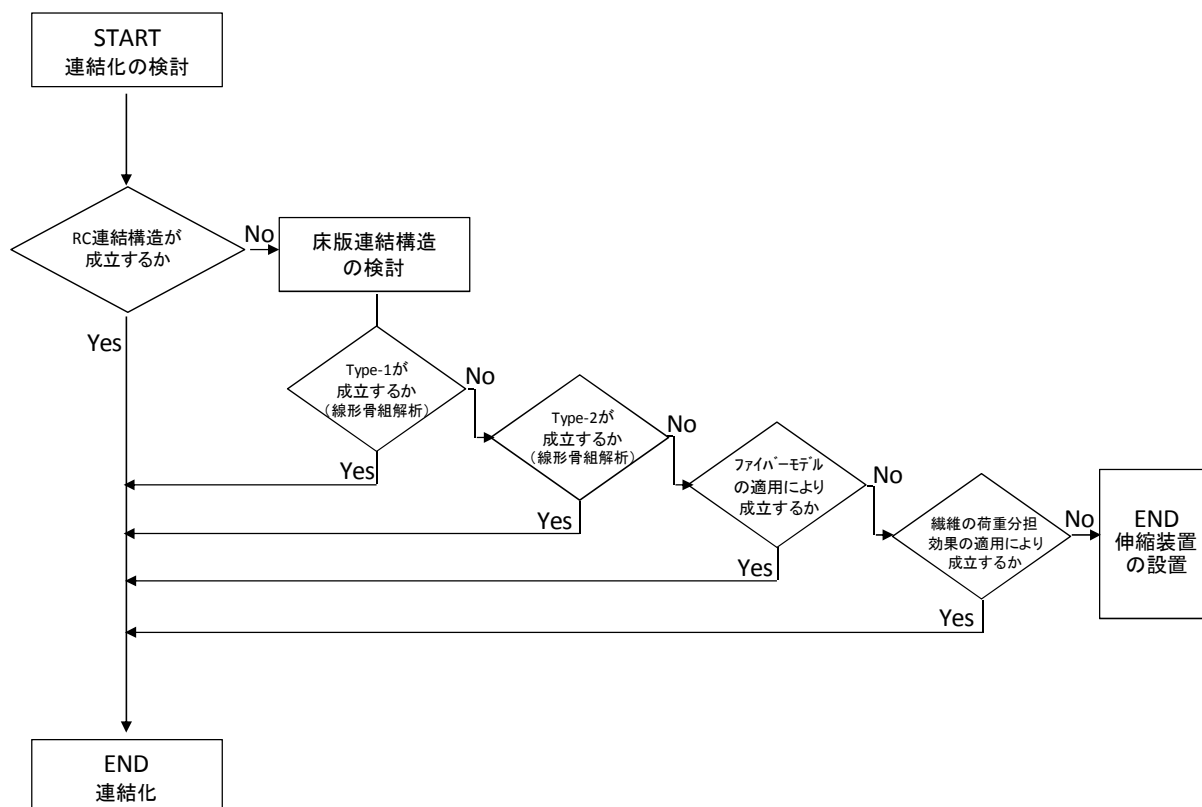 START
連結化の検討
RC連結構造が
成立するか
No
Yes
床版連結構造
の検討
Type-1が
成立するか
(線形骨組解析)
No
Yes
Type-2が
成立するか
(線形骨組解析)
No
Yes
ﾌｧｲﾊﾞｰﾓﾃﾞﾙ
の適用により
成立するか
No
Yes
繊維の荷重分担
効果の適用により
成立するか
No
Yes
END
伸縮装置
の設置
END
連結化